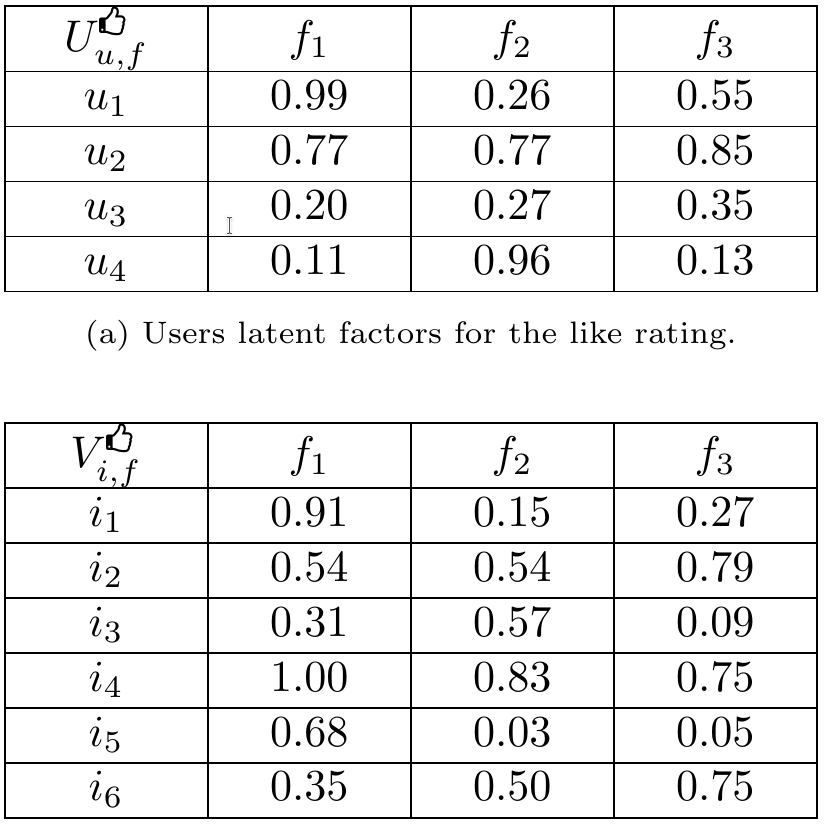 U^👍_{u,f} f_1 f_2 f_3
u_1 0.99 0.26 0.55
u_2 0.77 0.77 0.85
u_3 0.20 0.27 0.35
u_4 0.11 0.96 0.13
(a) Users latent factors for the like rating.
V^👍_{i,f} f_1 f_2 f_3
i_1 0.91 0.15 0.27
i_2 0.54 0.54 0.79
i_3 0.31 0.57 0.09
i_4 1.00 0.83 0.75
i_5 0.68 0.03 0.05
i_6 0.35 0.50 0.75